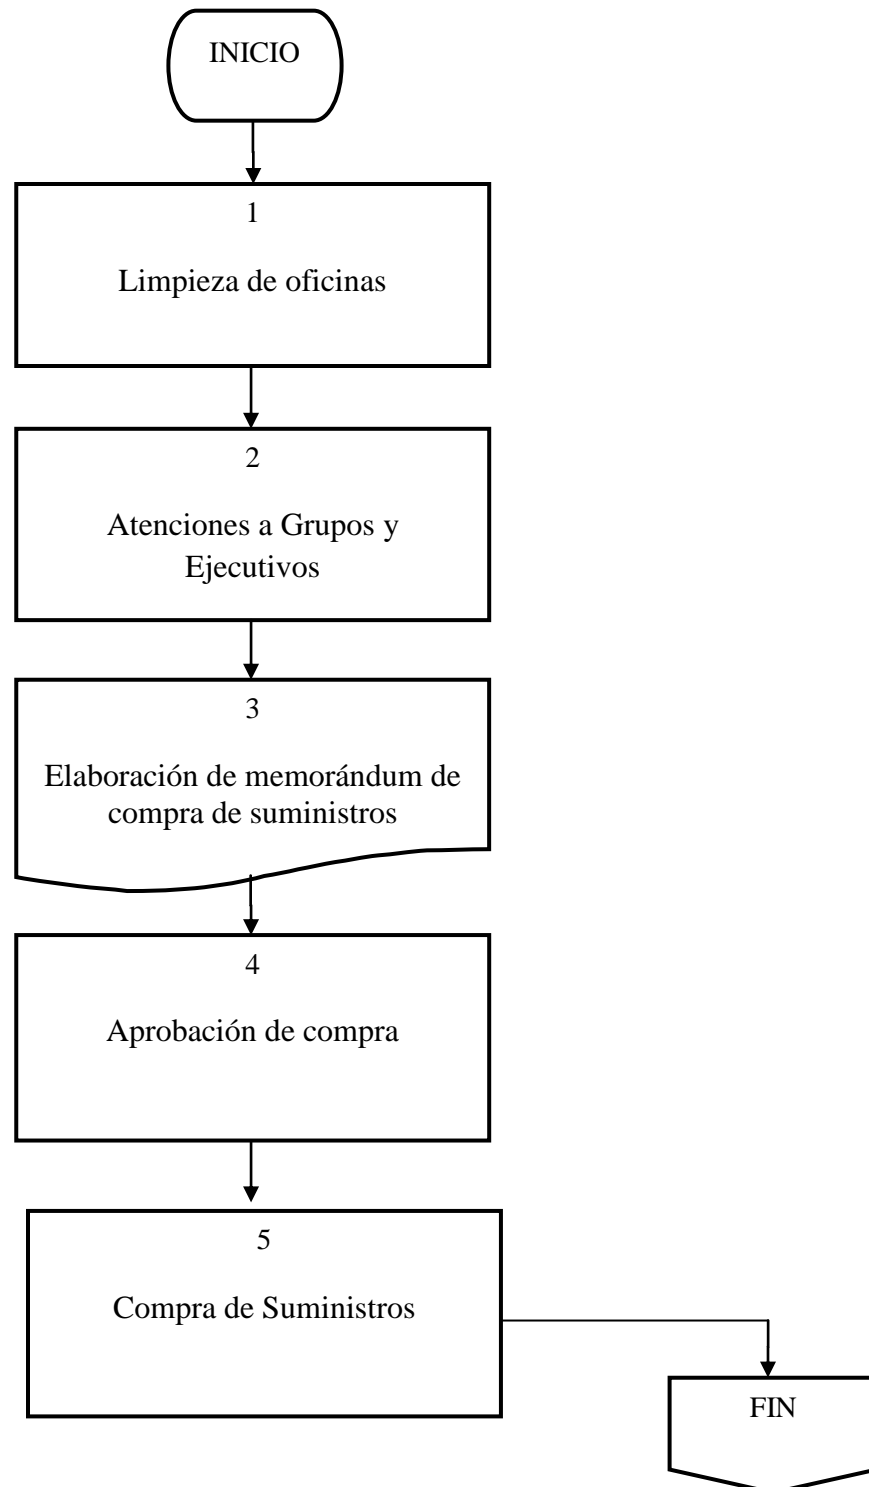 INICIO
1
Limpieza de oficinas
2
Atenciones a Grupos y
Ejecutivos
3
Elaboración de memorándum de
compra de suministros
4
Aprobación de compra
5
Compra de Suministros
FIN